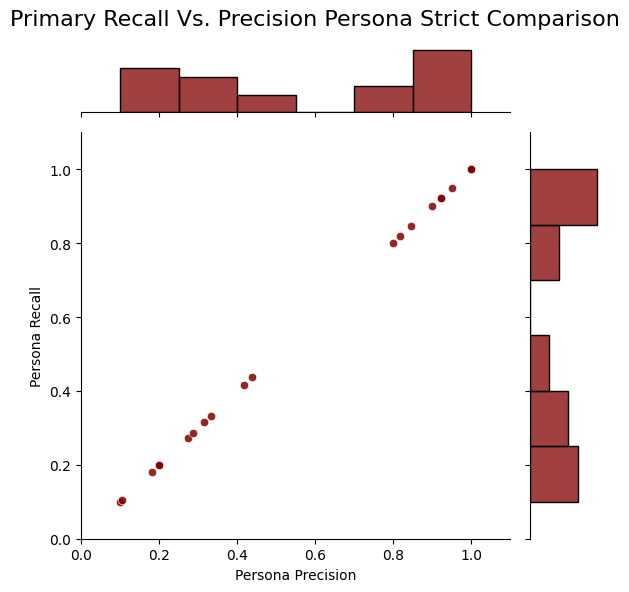 Primary Recall Vs. Precision Persona Strict Comparison
1.0
0.8
0.6
0.4
0.2
0.0
Persona Recall
0.0 0.2 0.4 0.6 0.8 1.0
Persona Precision